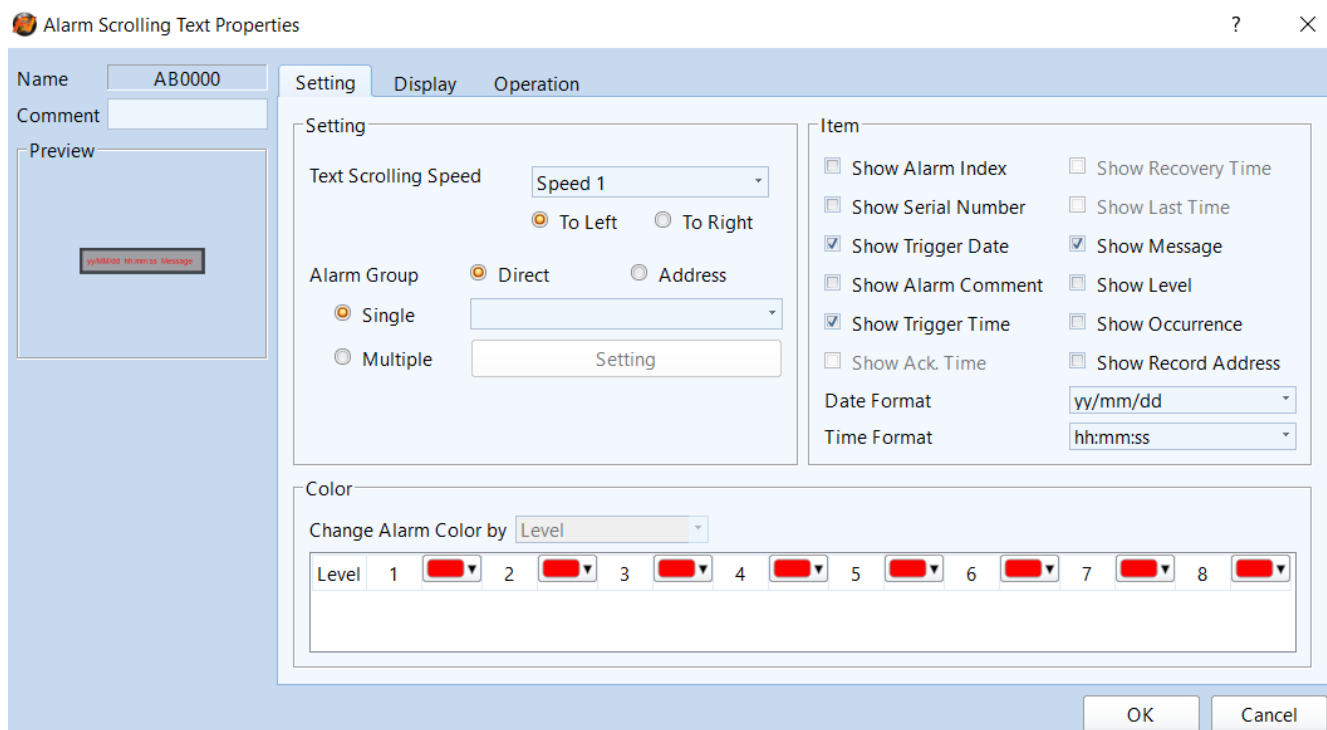 Alarm Scrolling Text Properties ?
Name AB0000
Comment
Preview
yy/MM/dd hh:mm:ss Message
Setting Display Operation
Setting
Text Scrolling Speed Speed 1
To Left To Right
Alarm Group Direct Address
Single
Multiple Setting
Item
Show Alarm Index Show Recovery Time
Show Serial Number Show Last Time
Show Trigger Date Show Message
Show Alarm Comment Show Level
Show Trigger Time Show Occurrence
Show Ack. Time Show Record Address
Date Format yy/mm/dd
Time Format hh:mm:ss
Color
Change Alarm Color by Level
Level 1 2 3 4 5 6 7 8
OK Cancel